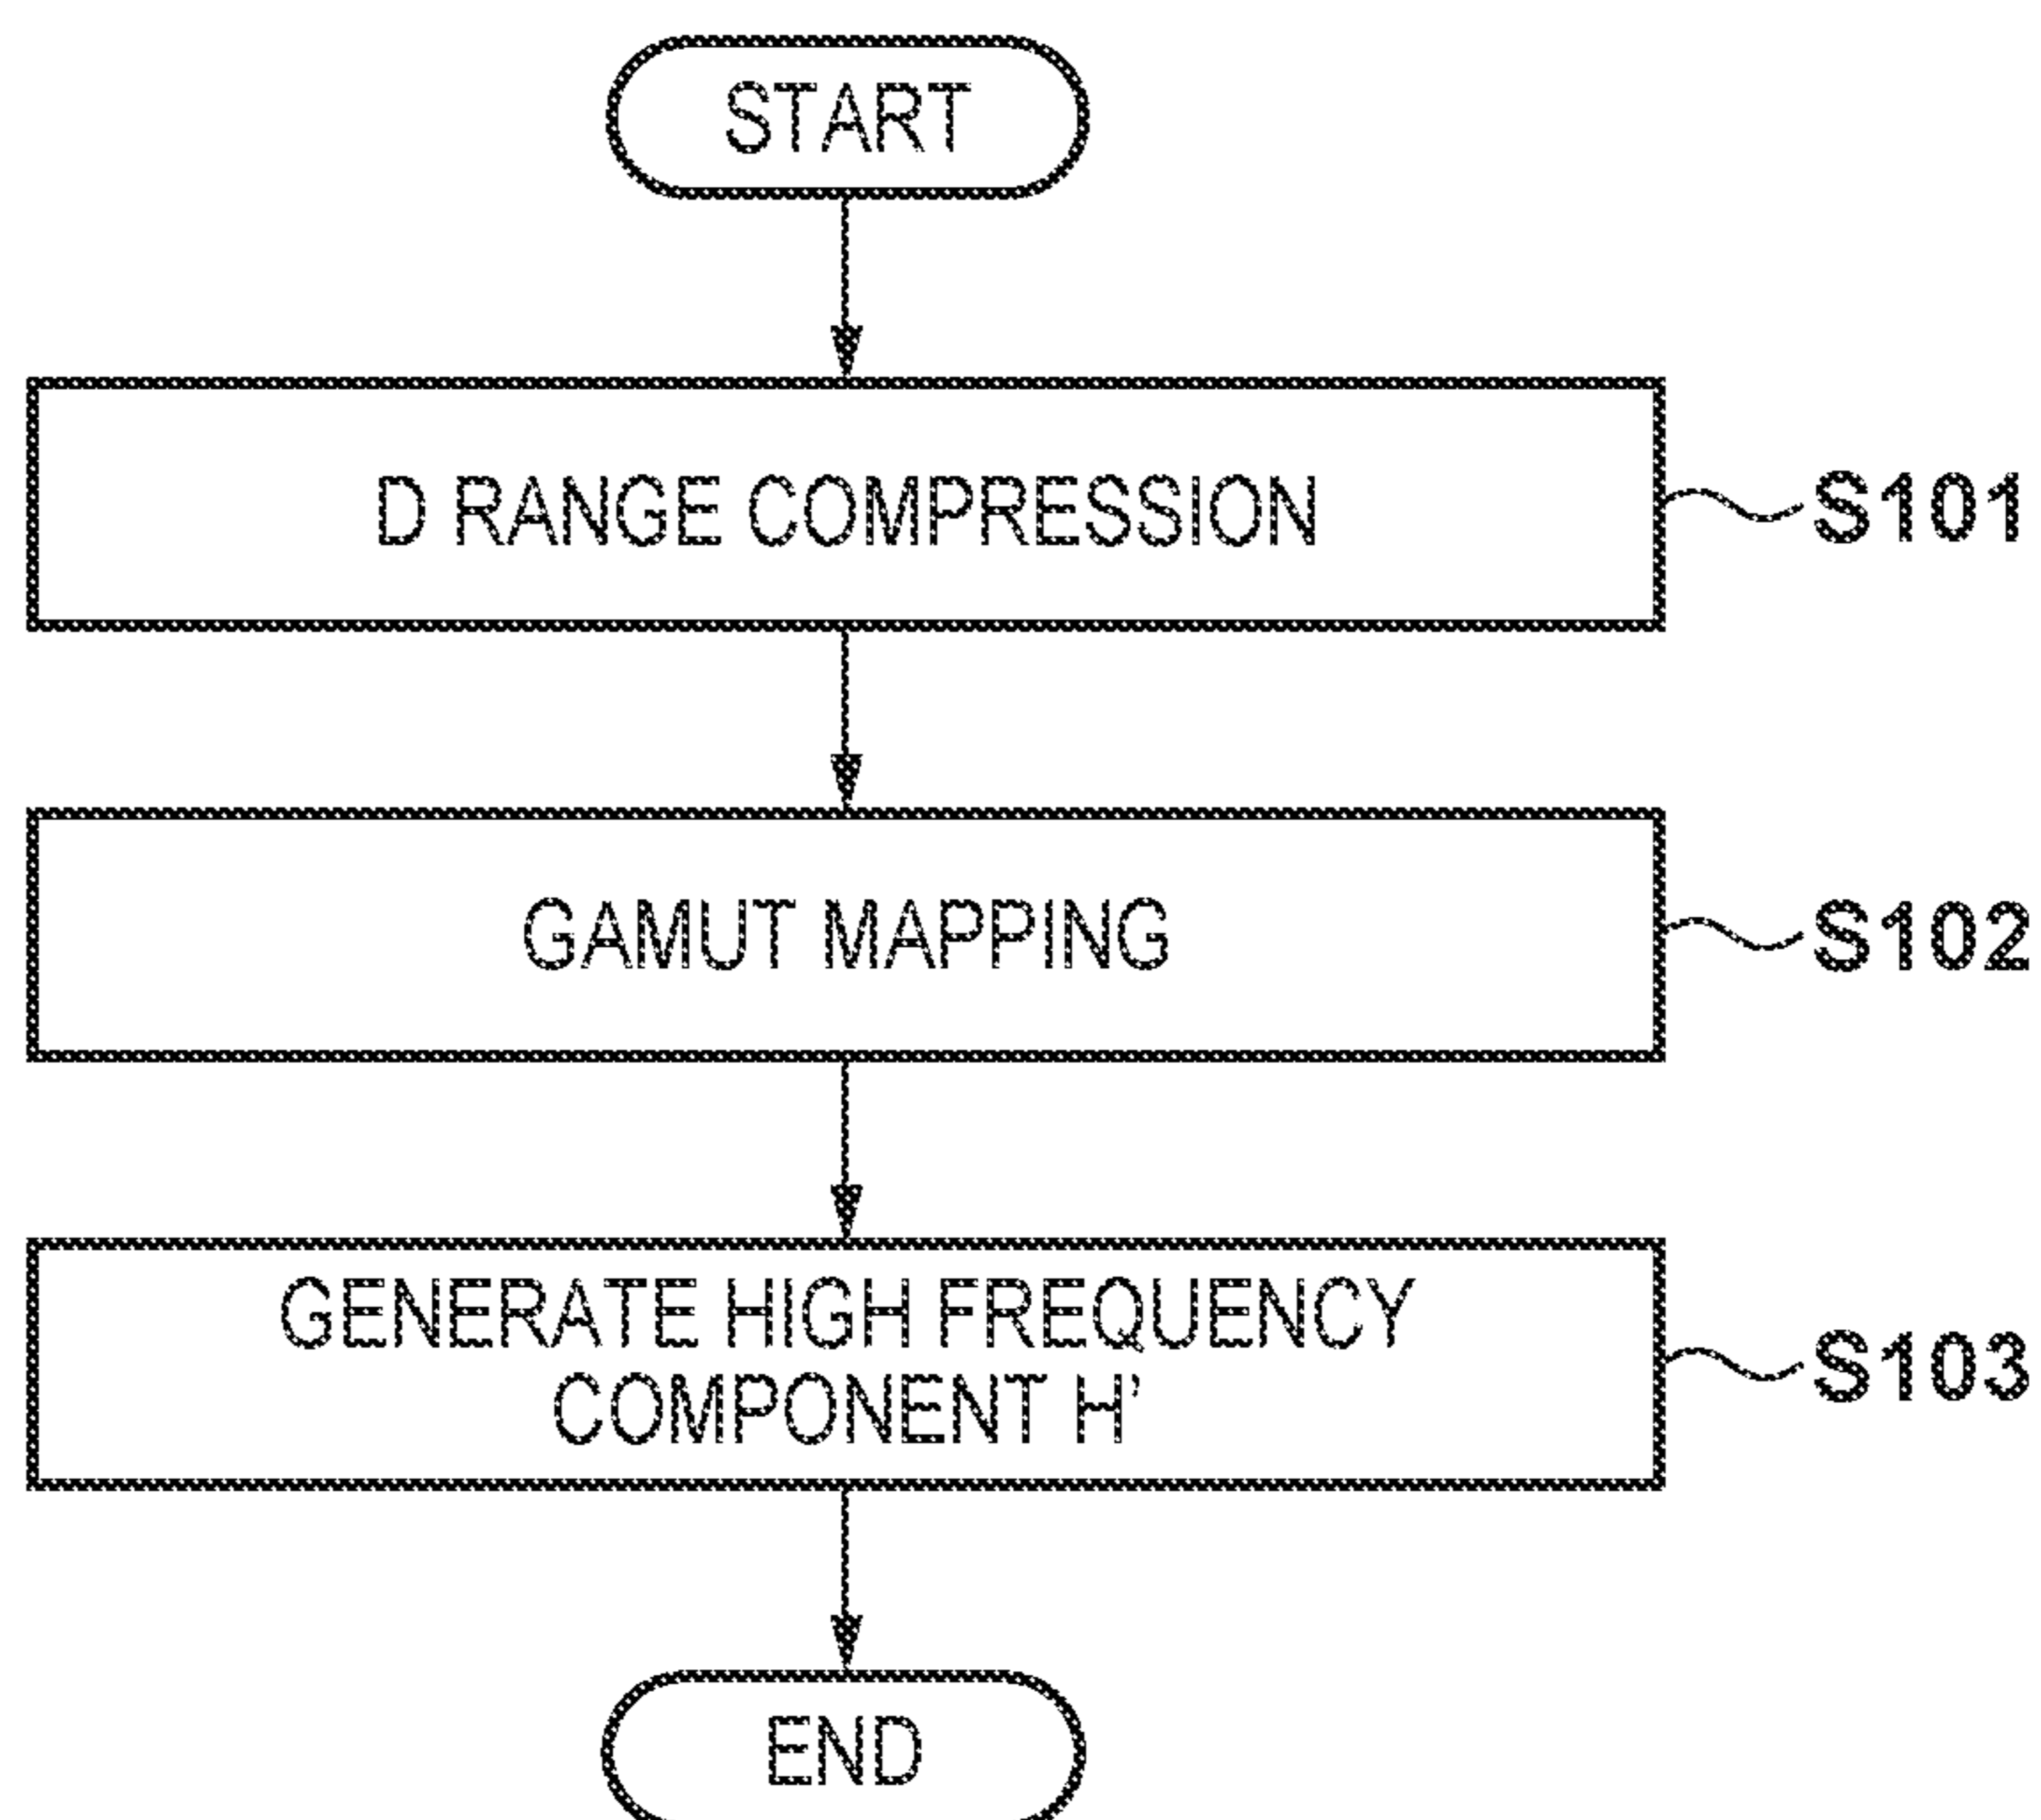 START
D RANGE COMPRESSION
S101
GAMUT MAPPING
S102
GENERATE HIGH FREQUENCY
COMPONENT H'
S103
END